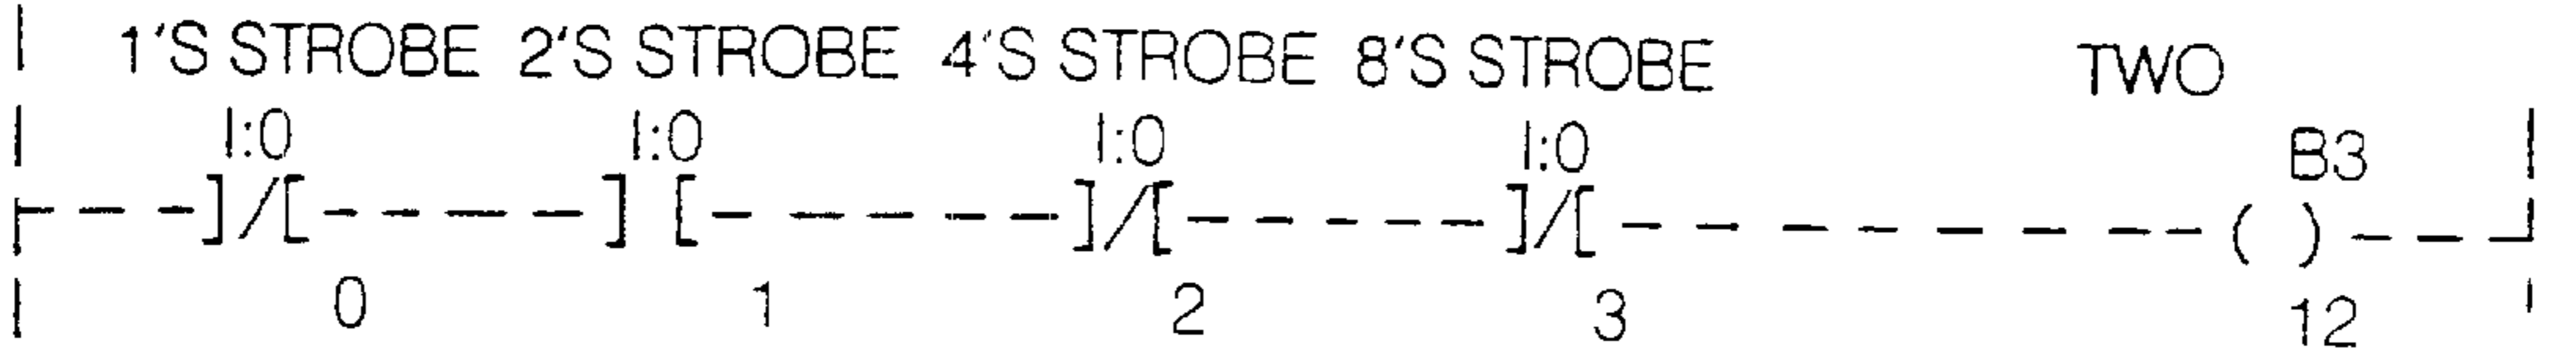 1'S STROBE 2'S STROBE 4'S STROBE 8'S STROBE TWO
I:0 I:0 I:0 I:0 B3
]/[ ] [ ]/[ ]/[ ( )
0 1 2 3 12